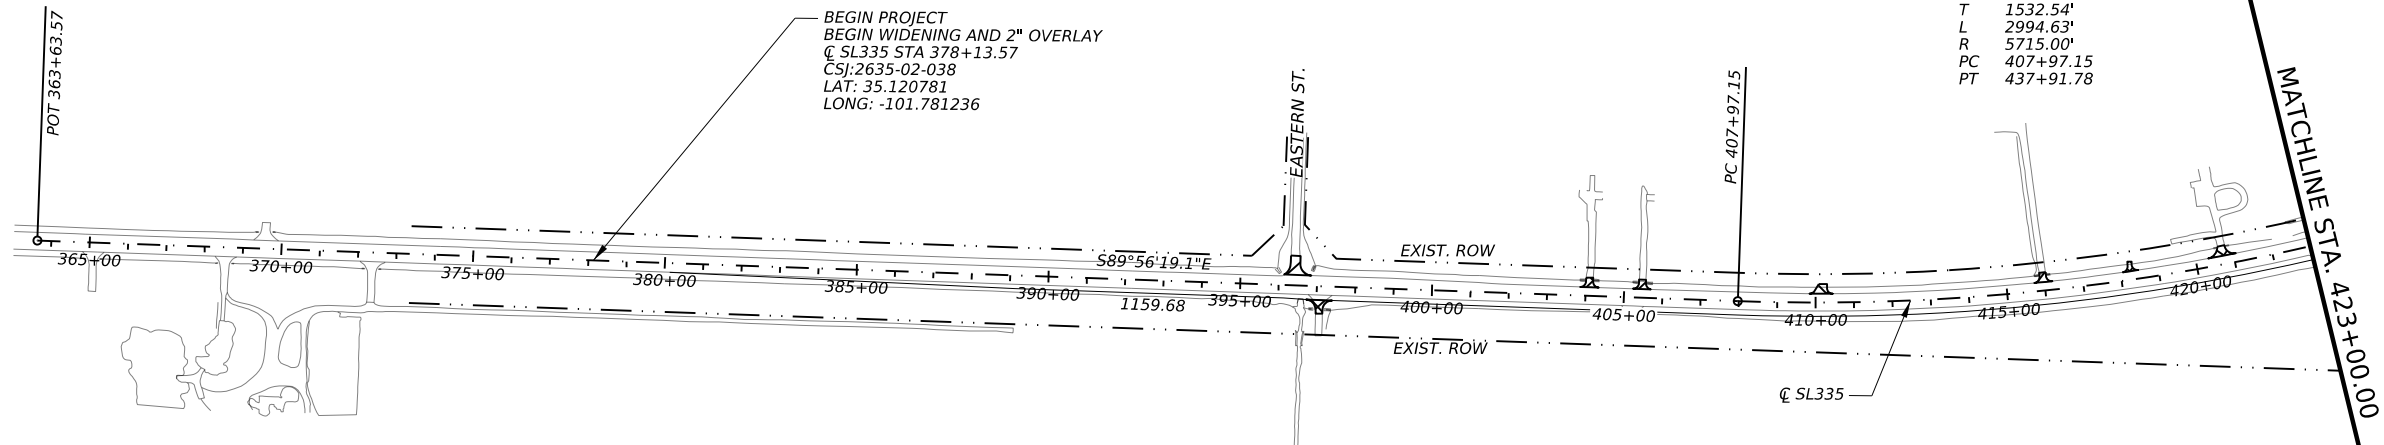 POT 363+63.57
BEGIN PROJECT
BEGIN WIDENING AND 2" OVERLAY
℄ SL335 STA 378+13.57
CSJ:2635-02-038
LAT: 35.120781
LONG: -101.781236
EASTERN ST.
PC 407+97.15
T 1532.54'
L 2994.63'
R 5715.00'
PC 407+97.15
PT 437+91.78
MATCHLINE STA. 423+00.00
365+00
370+00
375+00
380+00
385+00
390+00
395+00
400+00
405+00
410+00
415+00
420+00
S89°56'19.1"E
1159.68
EXIST. ROW
EXIST. ROW
℄ SL335